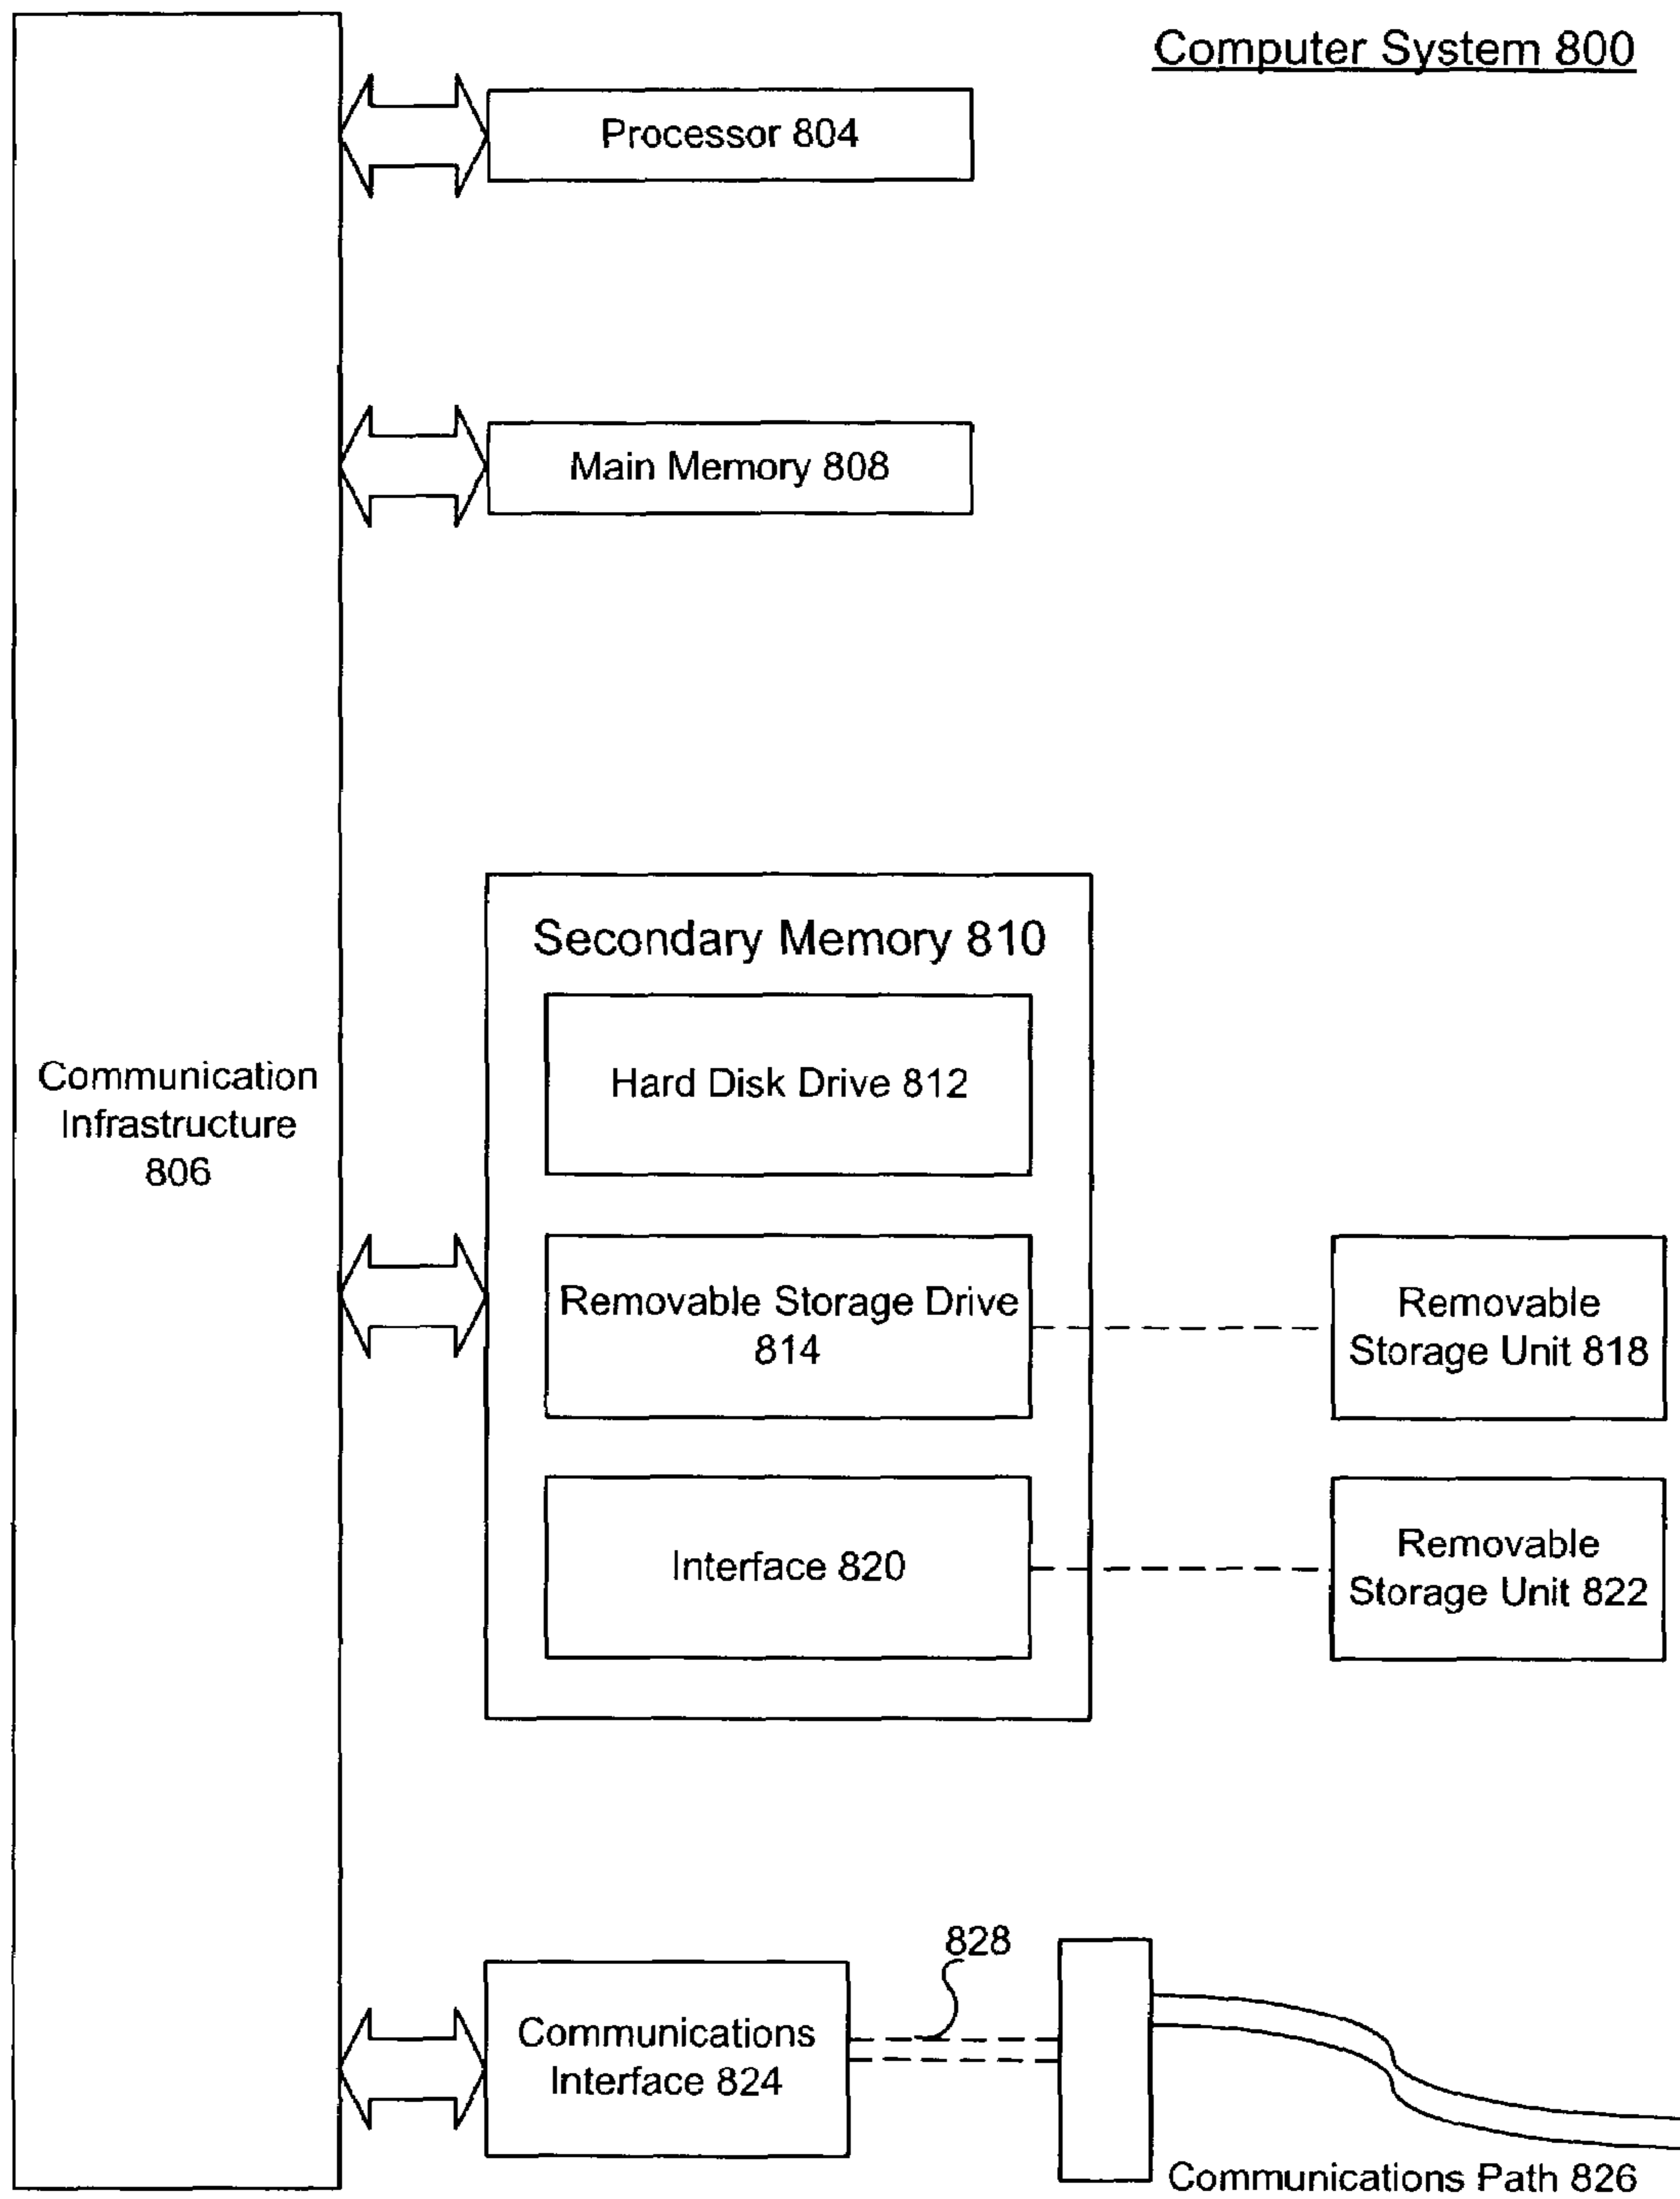 Computer System 800
Processor 804
Main Memory 808
Secondary Memory 810
Hard Disk Drive 812
Communication
Infrastructure
806
Removable Storage Drive
814
Removable
Storage Unit 818
Interface 820
Removable
Storage Unit 822
828
Communications
Interface 824
Communications Path 826